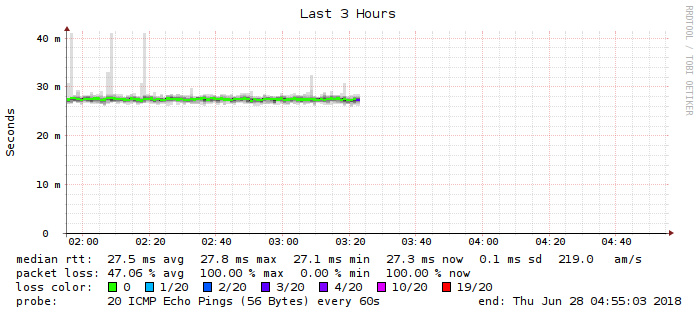 Last 3 Hours
RRDTOOL / TOBI OETIKER
Seconds
40 m
30 m
20 m
10 m
0
02:00 02:20 02:40 03:00 03:20 03:40 04:00 04:20 04:40
median rtt: 27.5 ms avg 27.8 ms max 27.1 ms min 27.3 ms now 0.1 ms sd 219.0 am/s
packet loss: 47.06 % avg 100.00 % max 0.00 % min 100.00 % now
loss color: 0 1/20 2/20 3/20 4/20 10/20 19/20
probe: 20 ICMP Echo Pings (56 Bytes) every 60s end: Thu Jun 28 04:55:03 2018